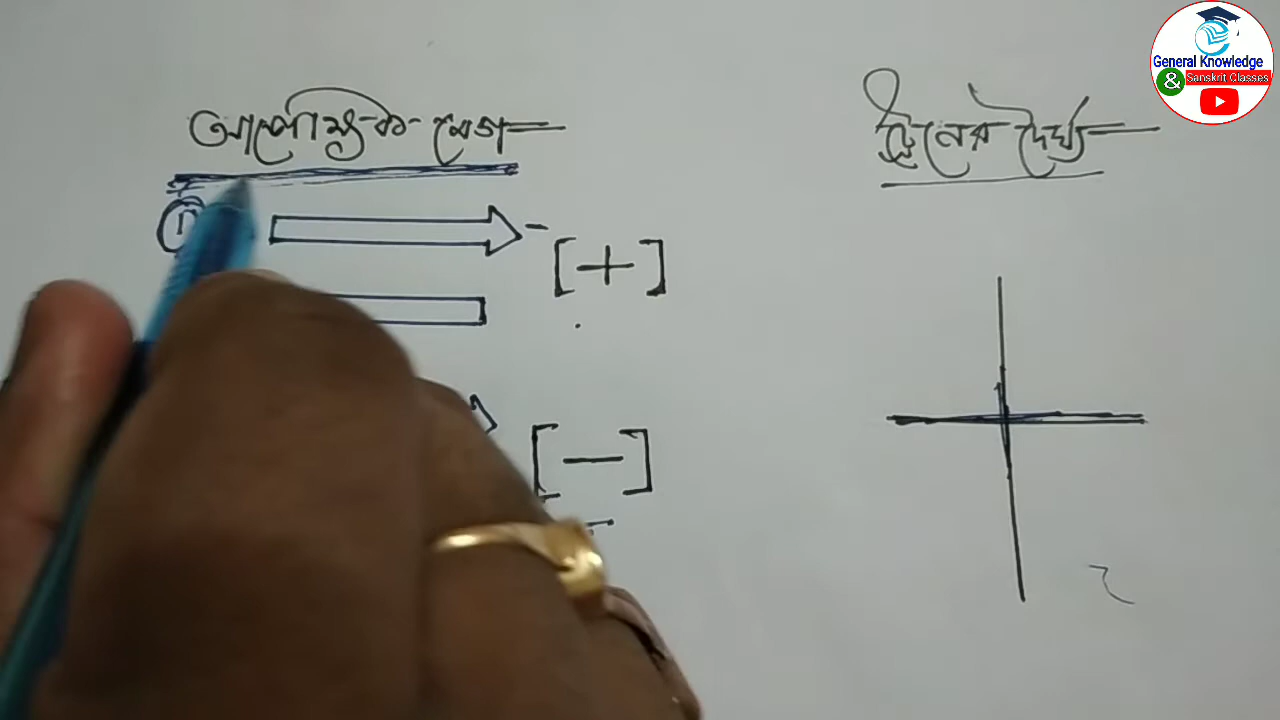 আপেক্ষিক বেগ
ট্রেনের দৈর্ঘ্য
[+]
[-]
General Knowledge
& Sanskrit Classes